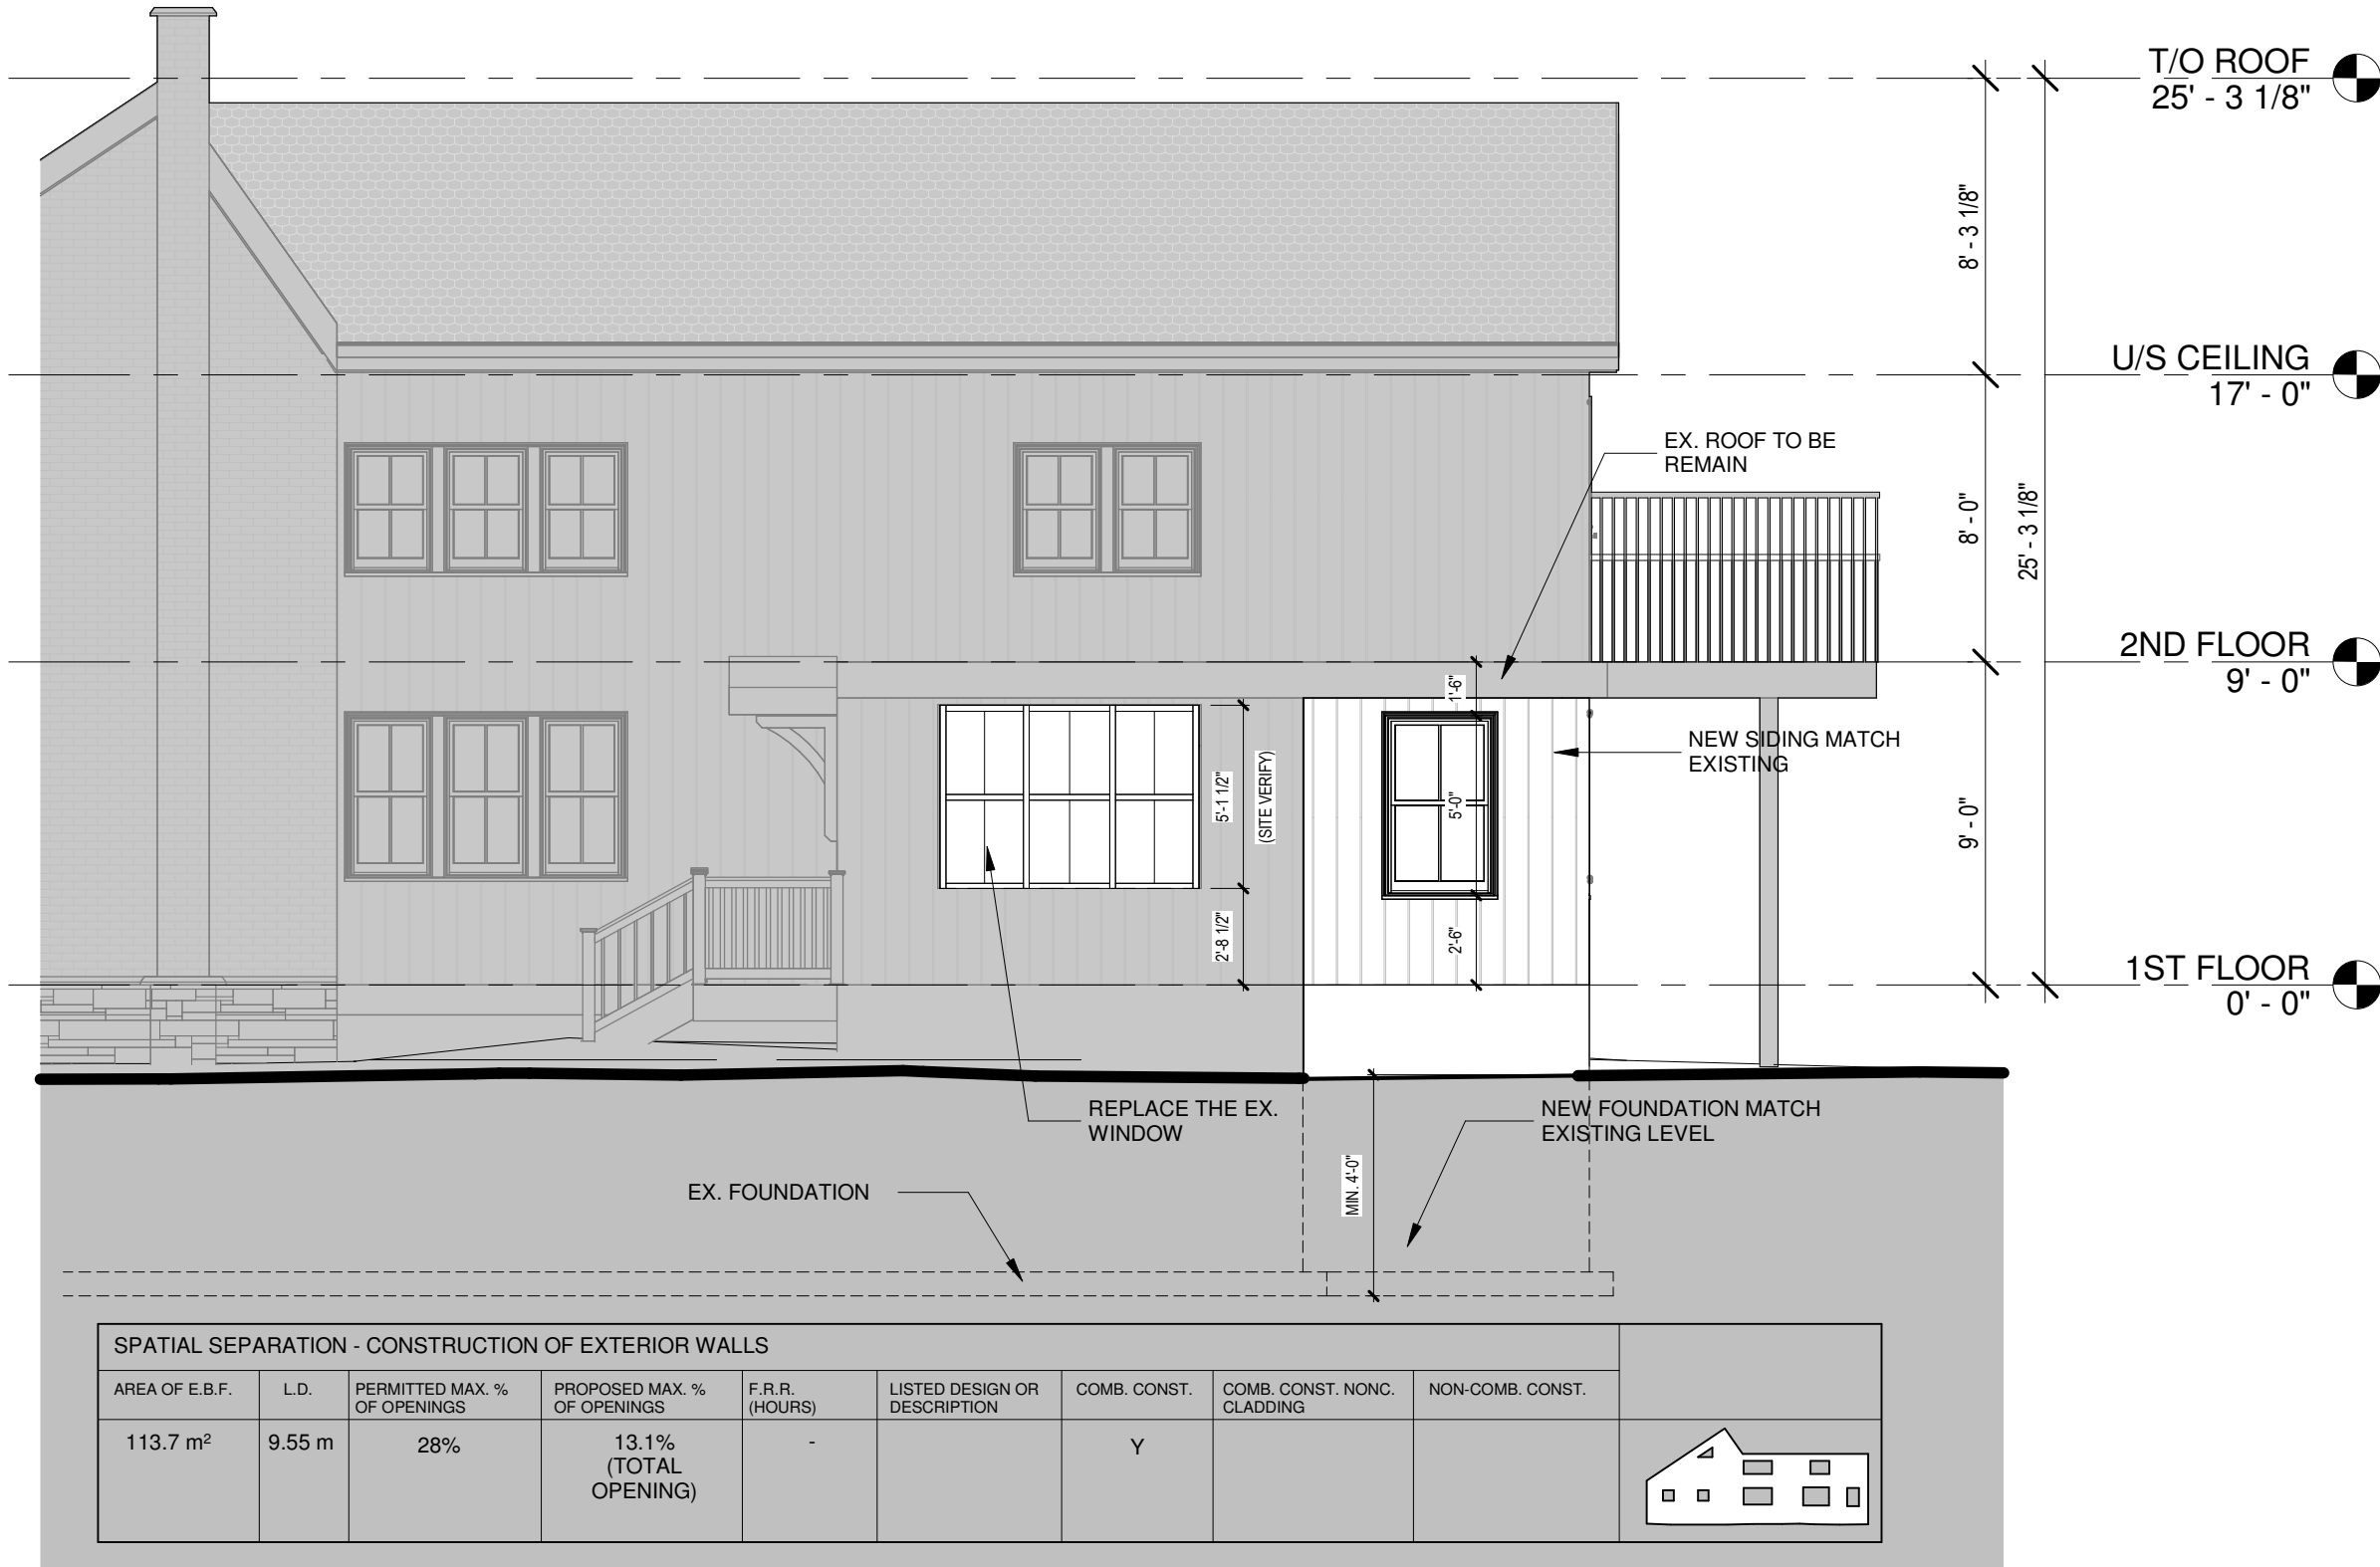 T/O ROOF
25' - 3 1/8"
8' - 3 1/8"
U/S CEILING
17' - 0"
EX. ROOF TO BE
REMAIN
8' - 0"
25' - 3 1/8"
2ND FLOOR
9' - 0"
1'-6"
NEW SIDING MATCH
EXISTING
5'-1 1/2"
(SITE VERIFY)
5'-0"
9' - 0"
2'-8 1/2"
2'-6"
1ST FLOOR
0' - 0"
REPLACE THE EX.
WINDOW
NEW FOUNDATION MATCH
EXISTING LEVEL
MIN. 4'-0"
EX. FOUNDATION
SPATIAL SEPARATION - CONSTRUCTION OF EXTERIOR WALLS
AREA OF E.B.F.
L.D.
PERMITTED MAX. %
OF OPENINGS
PROPOSED MAX. %
OF OPENINGS
F.R.R.
(HOURS)
LISTED DESIGN OR
DESCRIPTION
COMB. CONST.
COMB. CONST. NONC.
CLADDING
NON-COMB. CONST.
113.7 m²
9.55 m
28%
13.1%
(TOTAL
OPENING)
-
Y